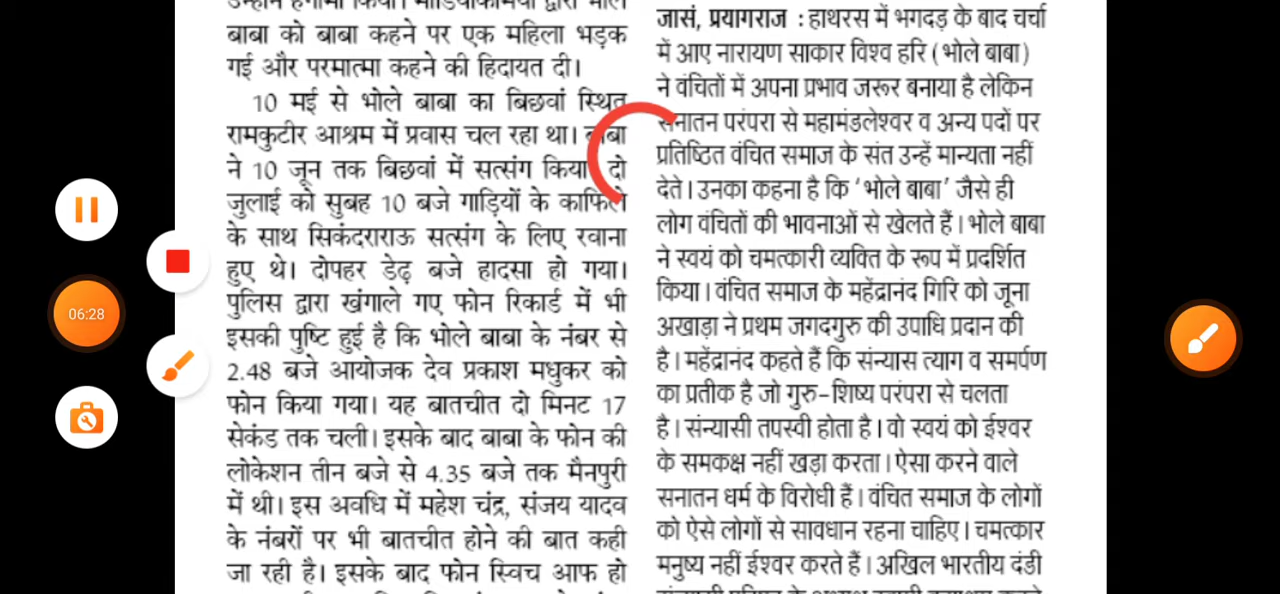 उन्होंने हंगामा किया। मीडियाकर्मियों द्वारा भोले
बाबा को बाबा कहने पर एक महिला भड़क
गई और परमात्मा कहने की हिदायत दी।
10 मई से भोले बाबा का बिछवां स्थित
रामकुटीर आश्रम में प्रवास चल रहा था। बाबा
ने 10 जून तक बिछवां में सत्संग किया दो
जुलाई को सुबह 10 बजे गाड़ियों के काफिले
के साथ सिकंदराराऊ सत्संग के लिए रवाना
हुए थे। दोपहर डेढ़ बजे हादसा हो गया।
पुलिस द्वारा खंगाले गए फोन रिकार्ड में भी
इसकी पुष्टि हुई है कि भोले बाबा के नंबर से
2.48 बजे आयोजक देव प्रकाश मधुकर को
फोन किया गया। यह बातचीत दो मिनट 17
सेकंड तक चली। इसके बाद बाबा के फोन की
लोकेशन तीन बजे से 4.35 बजे तक मैनपुरी
में थी। इस अवधि में महेश चंद्र, संजय यादव
के नंबरों पर भी बातचीत होने की बात कही
जा रही है। इसके बाद फोन स्विच आफ हो
जासं, प्रयागराज : हाथरस में भगदड़ के बाद चर्चा
में आए नारायण साकार विश्व हरि (भोले बाबा)
ने वंचितों में अपना प्रभाव जरूर बनाया है लेकिन
सनातन परंपरा से महामंडलेश्वर व अन्य पदों पर
प्रतिष्ठित वंचित समाज के संत उन्हें मान्यता नहीं
देते। उनका कहना है कि 'भोले बाबा' जैसे ही
लोग वंचितों की भावनाओं से खेलते हैं। भोले बाबा
ने स्वयं को चमत्कारी व्यक्ति के रूप में प्रदर्शित
किया। वंचित समाज के महेंद्रानंद गिरि को जूना
अखाड़ा ने प्रथम जगदगुरु की उपाधि प्रदान की
है। महेंद्रानंद कहते हैं कि संन्यास त्याग व समर्पण
का प्रतीक है जो गुरु-शिष्य परंपरा से चलता
है। संन्यासी तपस्वी होता है। वो स्वयं को ईश्वर
के समकक्ष नहीं खड़ा करता। ऐसा करने वाले
सनातन धर्म के विरोधी हैं। वंचित समाज के लोगों
को ऐसे लोगों से सावधान रहना चाहिए। चमत्कार
मनुष्य नहीं ईश्वर करते हैं। अखिल भारतीय दंडी
06:28